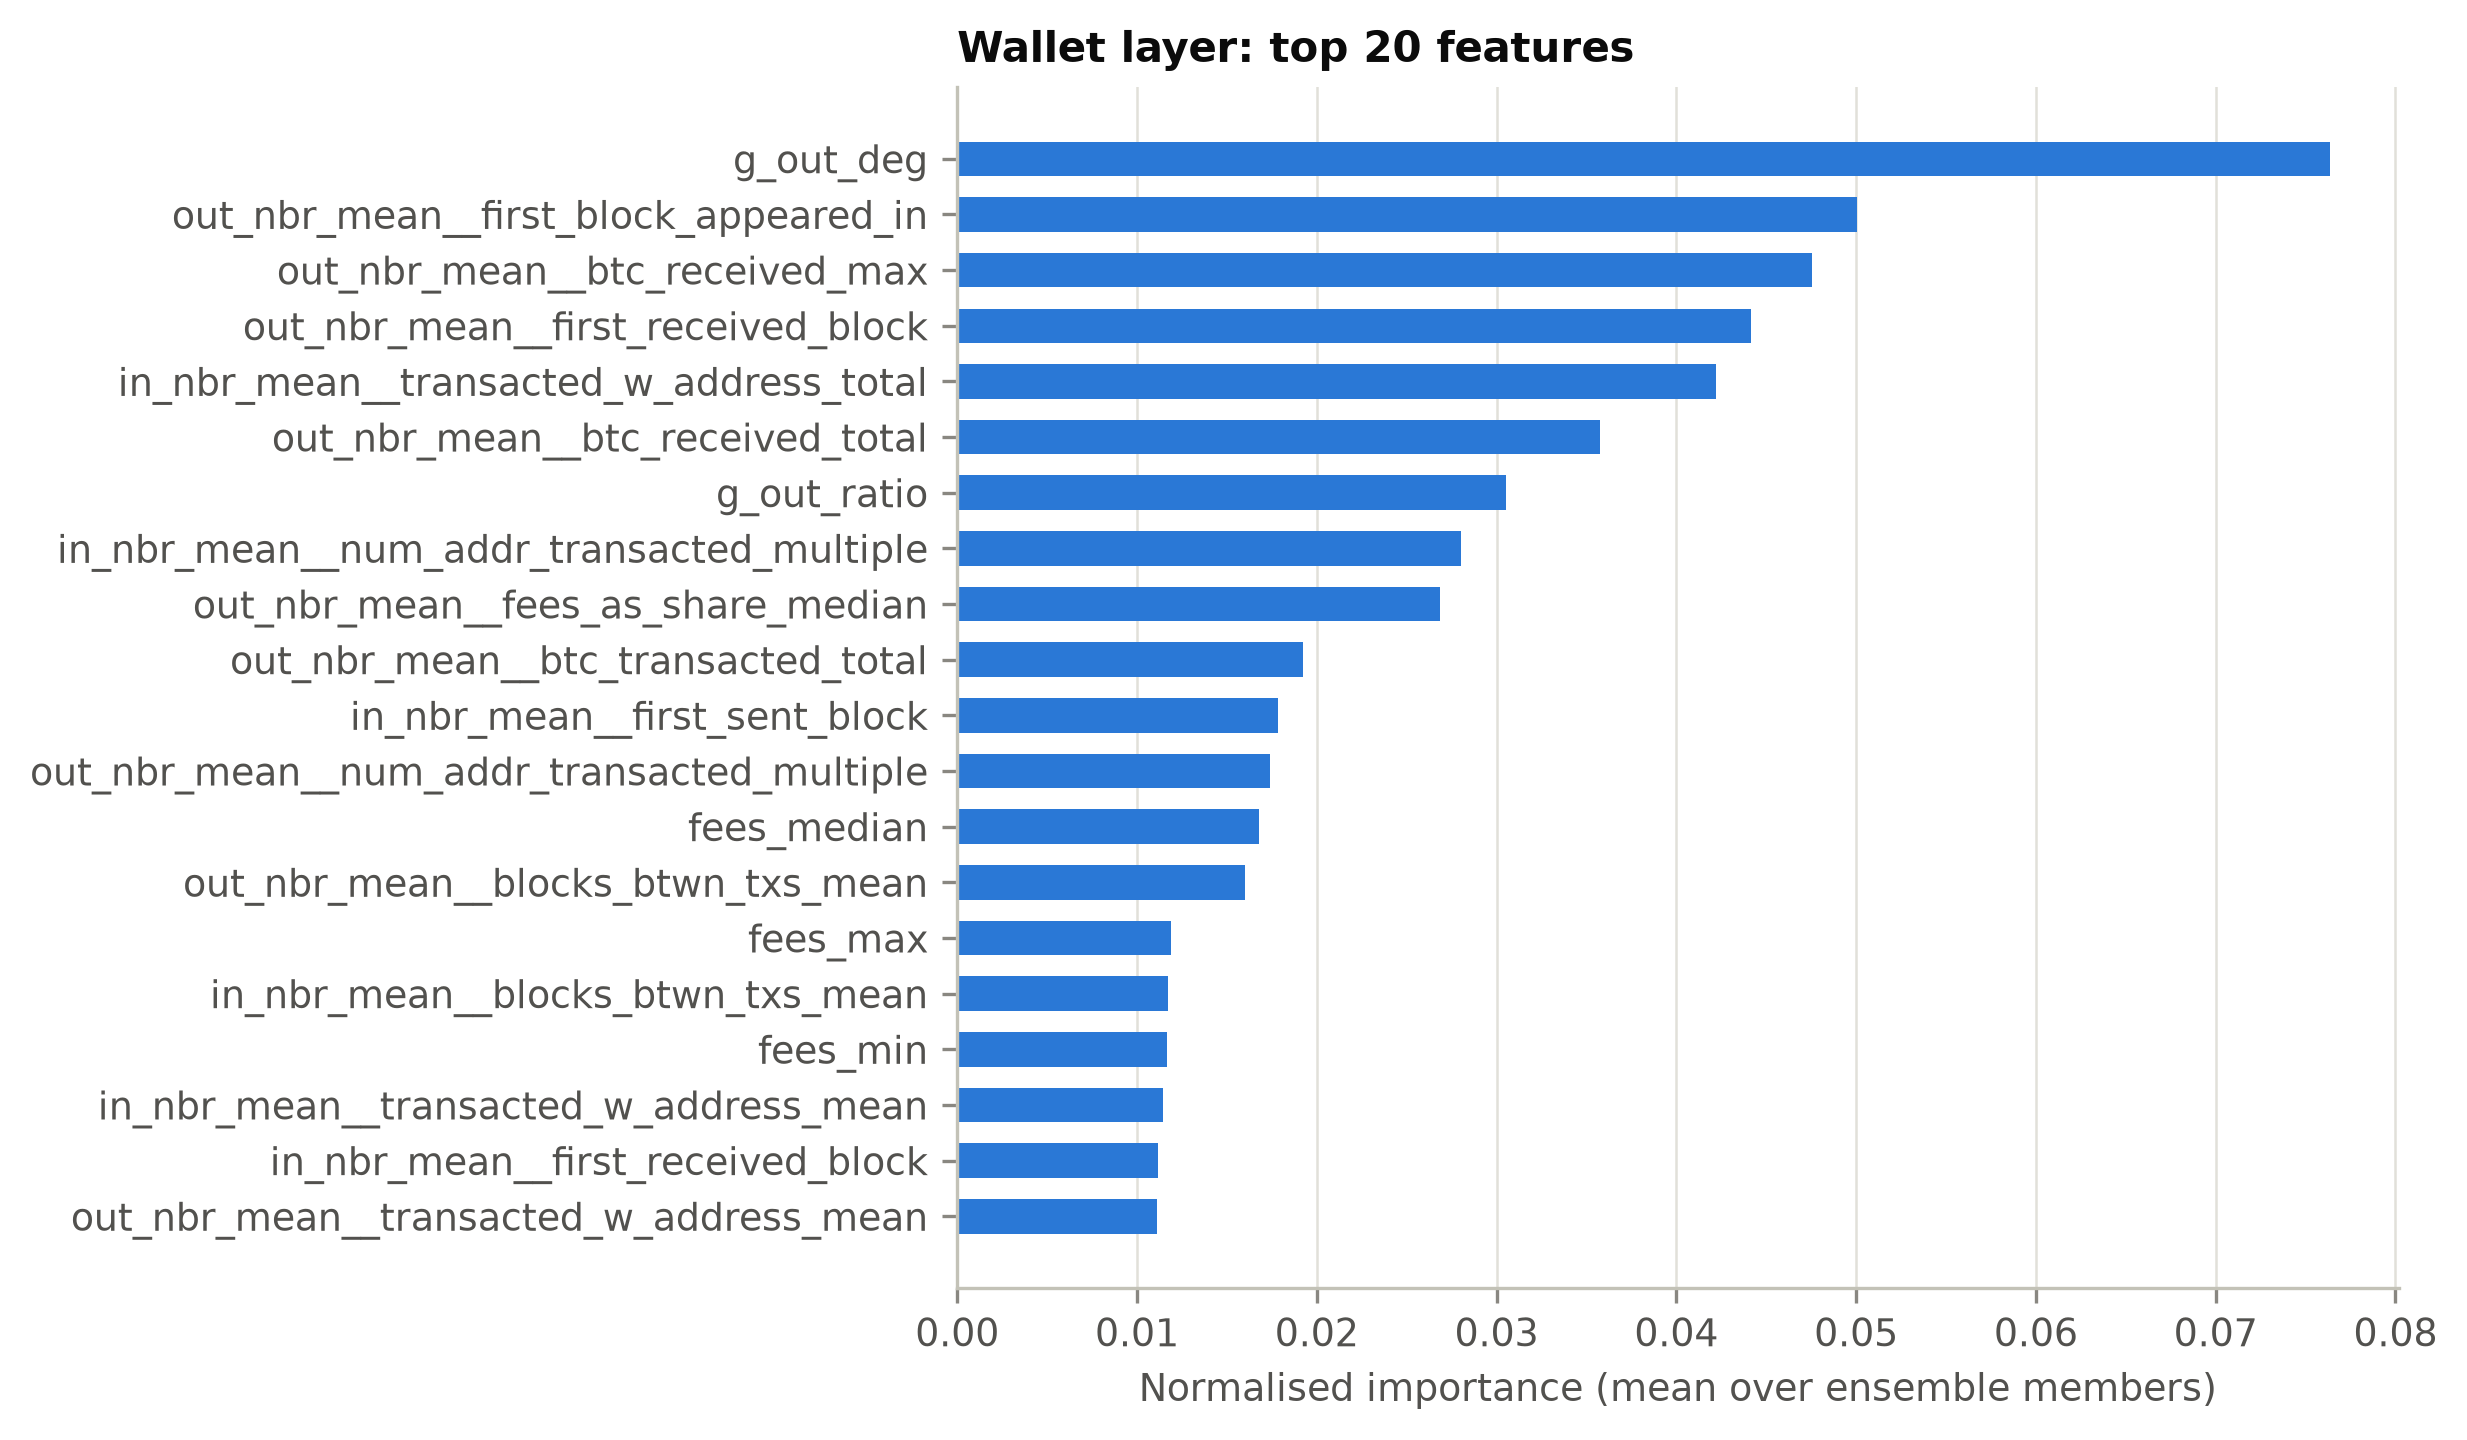 Wallet layer: top 20 features
g_out_deg
out_nbr_mean__first_block_appeared_in
out_nbr_mean__btc_received_max
out_nbr_mean__first_received_block
in_nbr_mean__transacted_w_address_total
out_nbr_mean__btc_received_total
g_out_ratio
in_nbr_mean__num_addr_transacted_multiple
out_nbr_mean__fees_as_share_median
out_nbr_mean__btc_transacted_total
in_nbr_mean__first_sent_block
out_nbr_mean__num_addr_transacted_multiple
fees_median
out_nbr_mean__blocks_btwn_txs_mean
fees_max
in_nbr_mean__blocks_btwn_txs_mean
fees_min
in_nbr_mean__transacted_w_address_mean
in_nbr_mean__first_received_block
out_nbr_mean__transacted_w_address_mean
0.00 0.01 0.02 0.03 0.04 0.05 0.06 0.07 0.08
Normalised importance (mean over ensemble members)